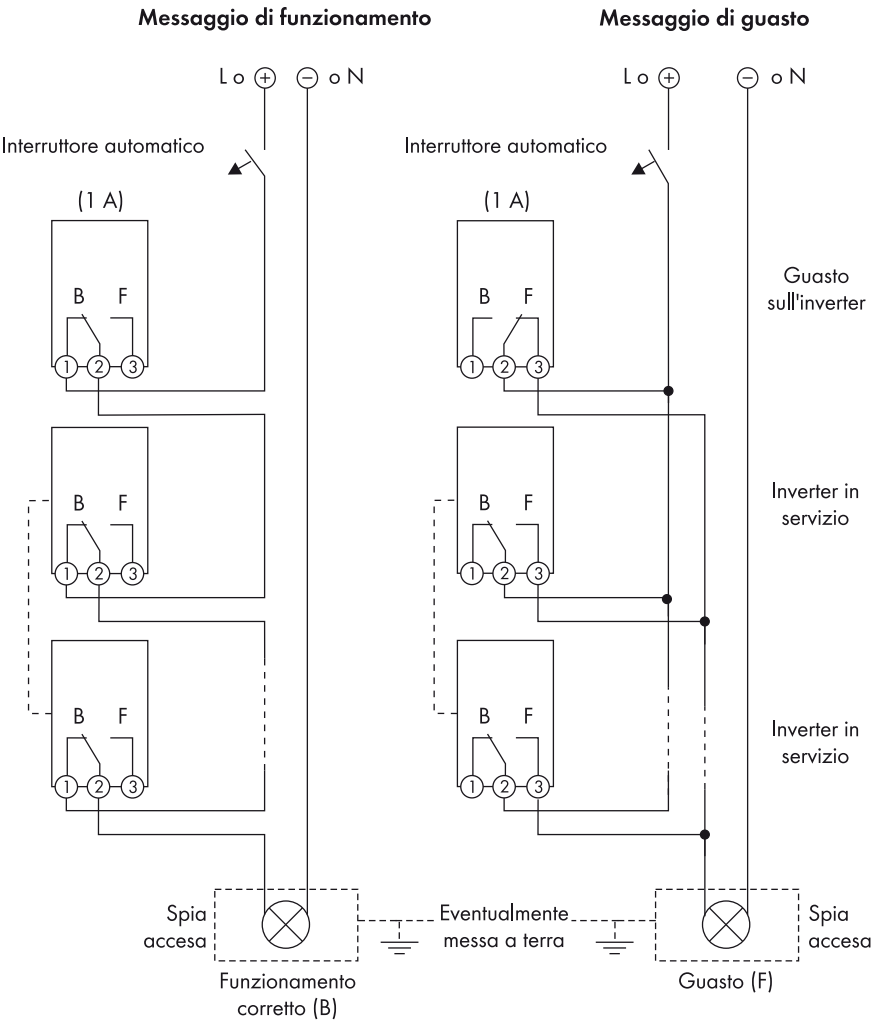 Messaggio di funzionamento
Messaggio di guasto
L o + − o N
L o + − o N
Interruttore automatico
Interruttore automatico
(1 A)
(1 A)
B F
B F
Guasto
sull'inverter
1 2 3
1 2 3
B F
B F
Inverter in
servizio
1 2 3
1 2 3
B F
B F
Inverter in
servizio
1 2 3
1 2 3
Spia
accesa
Eventualmente
messa a terra
Spia
accesa
Funzionamento
corretto (B)
Guasto (F)